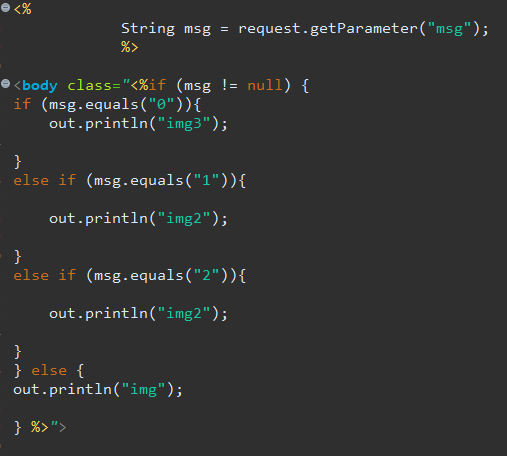 <%
String msg = request.getParameter("msg");
%>
<body class="<%if (msg != null) {
if (msg.equals("0")){
out.println("img3");
}
else if (msg.equals("1")){
out.println("img2");
}
else if (msg.equals("2")){
out.println("img2");
}
} else {
out.println("img");
} %>">